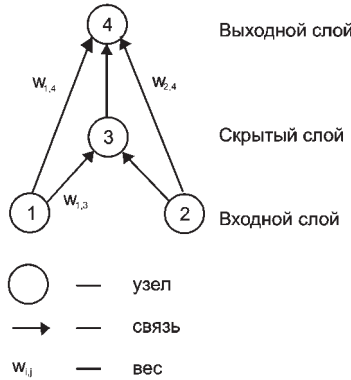 4
Выходной слой
w1,4
w2,4
3
Скрытый слой
w1,3
1
2
Входной слой
узел
связь
wi,j
вес